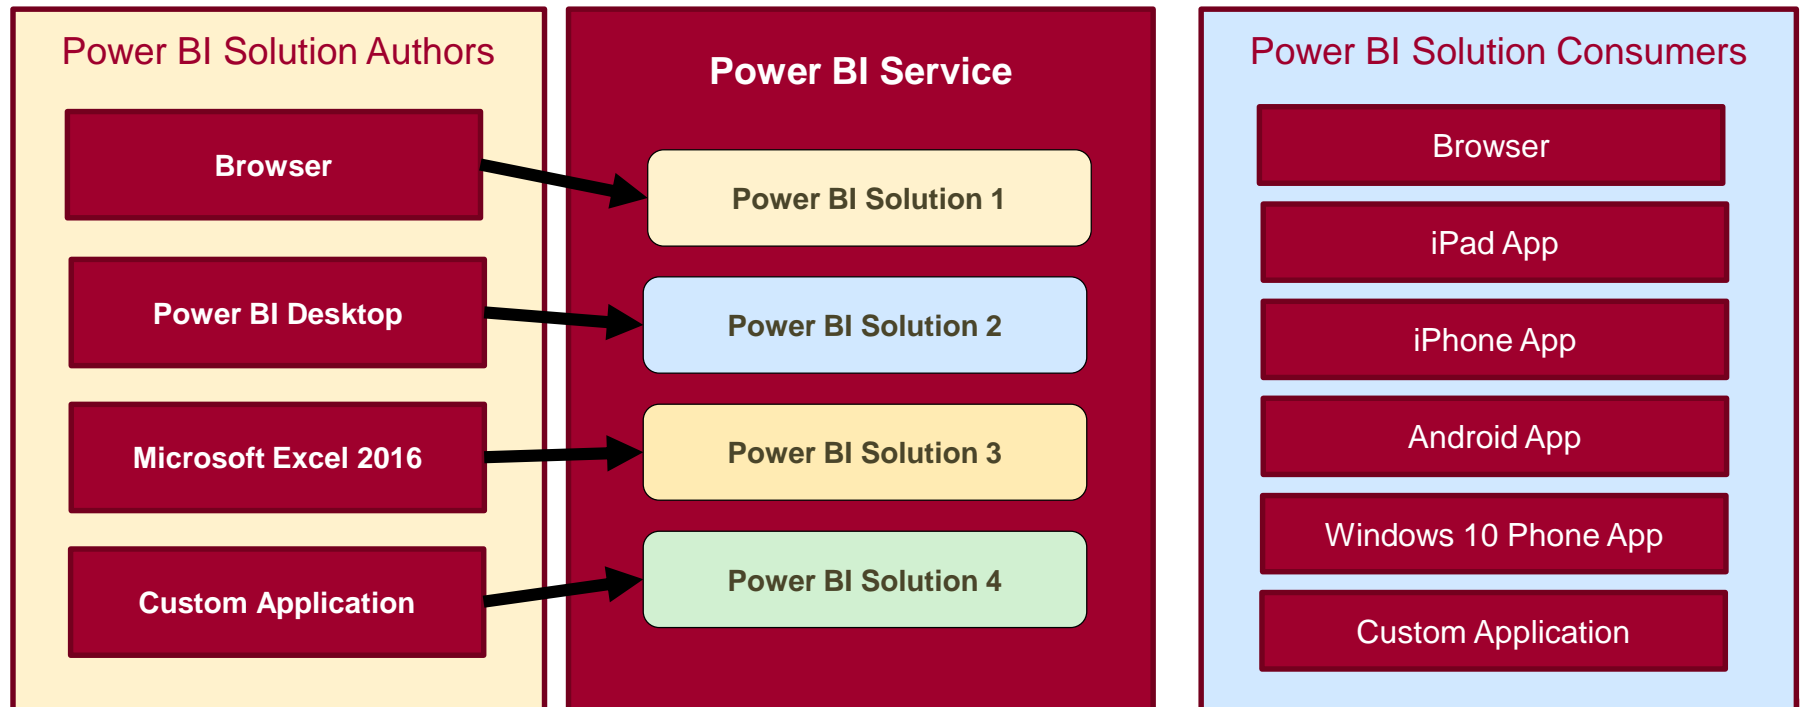 Power BI Solution Authors
Browser
Power BI Desktop
Microsoft Excel 2016
Custom Application
Power BI Service
Power BI Solution 1
Power BI Solution 2
Power BI Solution 3
Power BI Solution 4
Power BI Solution Consumers
Browser
iPad App
iPhone App
Android App
Windows 10 Phone App
Custom Application